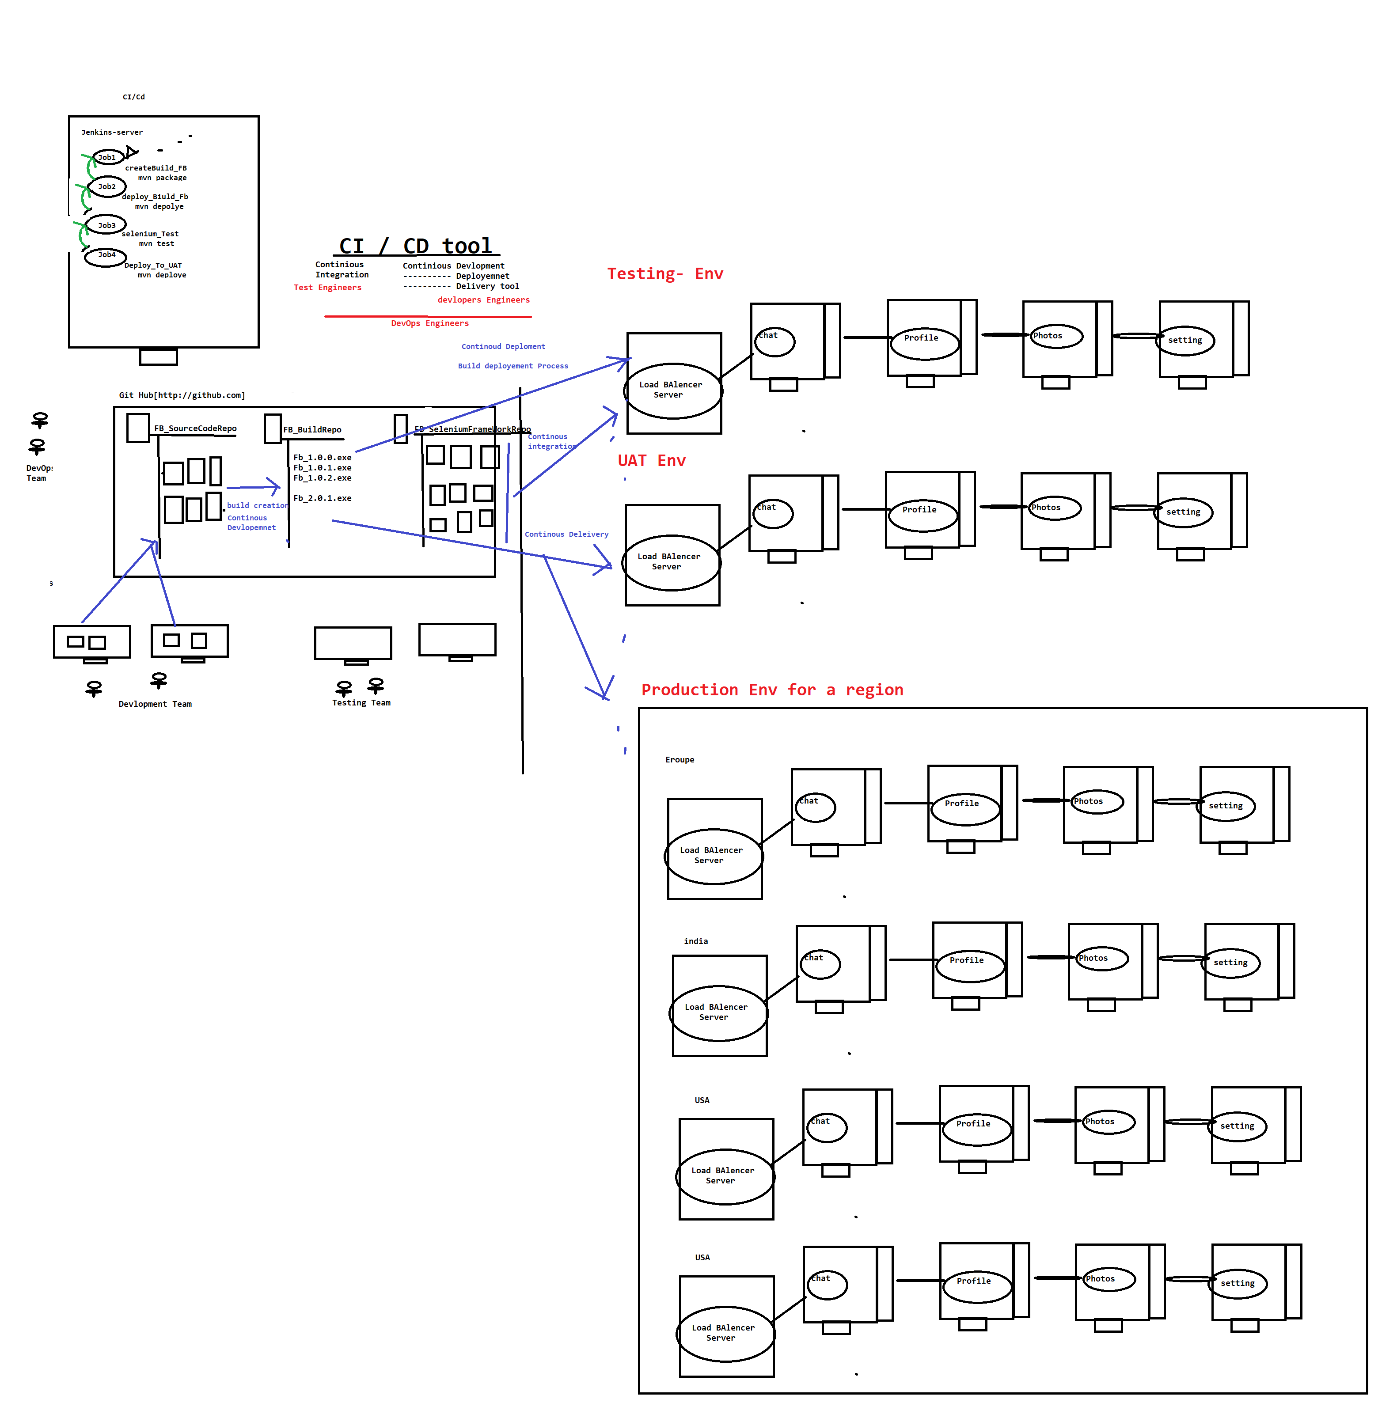 CI/Cd
Jenkins-server
Job1
createBuild_FB
mvn package
Job2
deploy_Biuld_Fb
mvn depolye
Job3
selenium_Test
mvn test
Job4
Deploy_To_UAT
mvn deplove
CI / CD tool
Continious
Integration
Continious Devlopment
---------- Deployemnet
---------- Delivery tool
Test Engineers
devlopers Engineers
DevOps Engineers
Continoud Deploment
Build deployement Process
Git Hub[http://github.com]
FB_SourceCodeRepo
FB_BuildRepo
FB_SeleniumFrameWorkRepo
Fb_1.0.0.exe
Fb_1.0.1.exe
Fb_1.0.2.exe
Fb_2.0.1.exe
build creation
Continous
Devlopemnet
Continous
integration
Continous Deleivery
DevOps
Team
s
Devlopment Team
Testing Team
Testing- Env
Load BAlencer
Server
chat
Profile
Photos
setting
UAT Env
Load BAlencer
Server
chat
Profile
Photos
setting
Production Env for a region
Eroupe
Load BAlencer
Server
chat
Profile
Photos
setting
india
Load BAlencer
Server
chat
Profile
Photos
setting
USA
Load BAlencer
Server
chat
Profile
Photos
setting
USA
Load BAlencer
Server
chat
Profile
Photos
setting